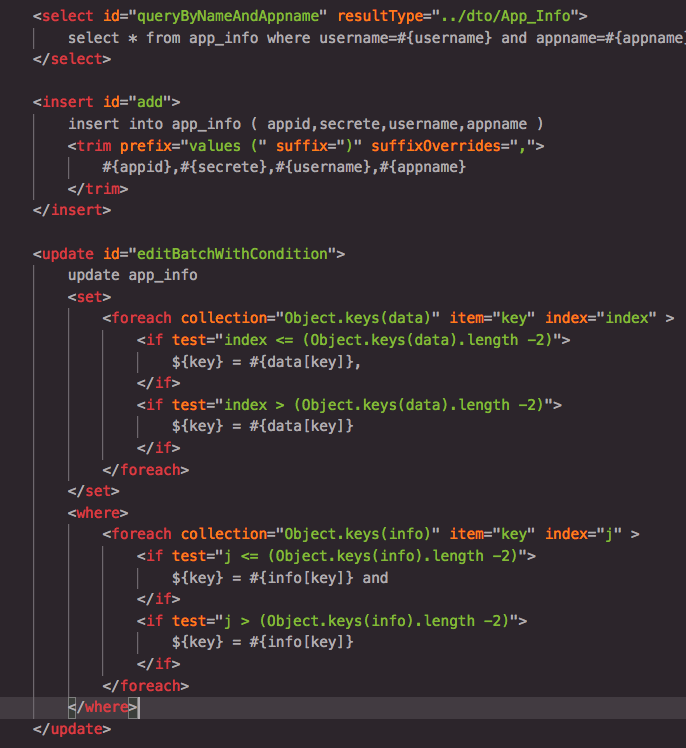 <select id="queryByNameAndAppname" resultType="../dto/App_Info">
select * from app_info where username=#{username} and appname=#{appname
</select>
<insert id="add">
insert into app_info ( appid,secrete,username,appname )
<trim prefix="values (" suffix=")" suffixOverrides=",">
#{appid},#{secrete},#{username},#{appname}
</trim>
</insert>
<update id="editBatchWithCondition">
update app_info
<set>
<foreach collection="Object.keys(data)" item="key" index="index" >
<if test="index <= (Object.keys(data).length -2)">
${key} = #{data[key]},
</if>
<if test="index > (Object.keys(data).length -2)">
${key} = #{data[key]}
</if>
</foreach>
</set>
<where>
<foreach collection="Object.keys(info)" item="key" index="j" >
<if test="j <= (Object.keys(info).length -2)">
${key} = #{info[key]} and
</if>
<if test="j > (Object.keys(info).length -2)">
${key} = #{info[key]}
</if>
</foreach>
</where>
</update>